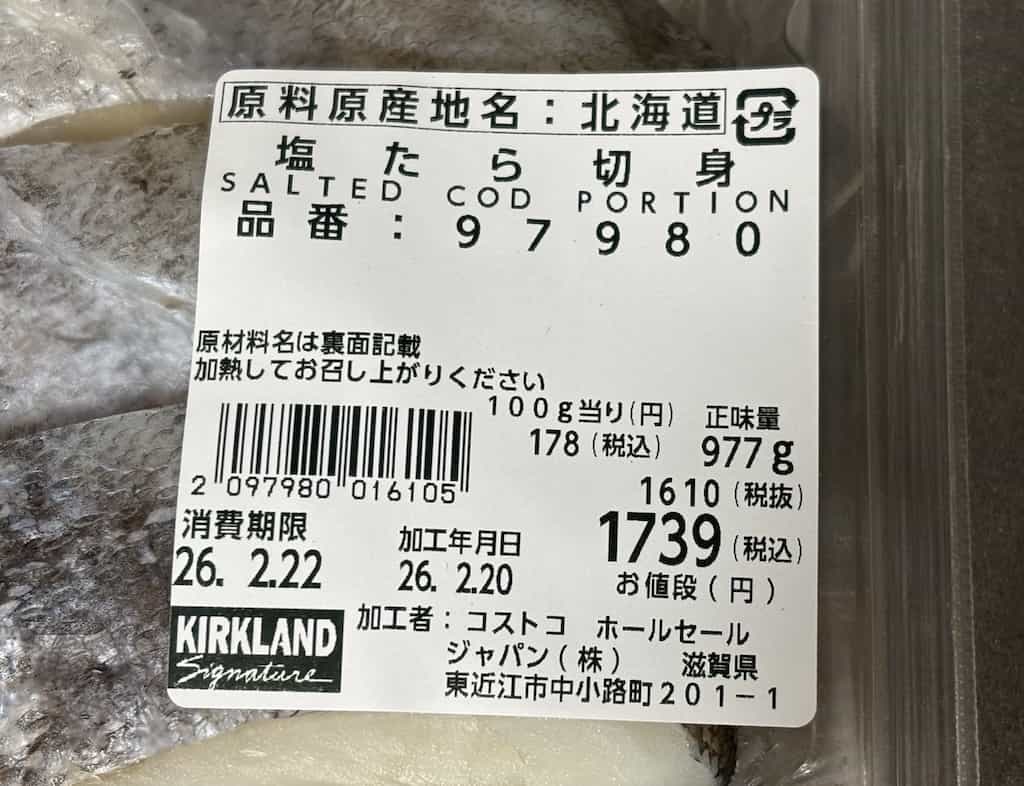 原料原産地名：北海道
プラ
塩たら切身
SALTED COD PORTION
品番：97980
原材料名は裏面記載
加熱してお召し上がりください
100g当り(円) 正味量
178(税込) 977g
1610(税抜)
2 097980 016105
消費期限 加工年月日 1739(税込)
26. 2.22 26. 2.20 お値段(円)
KIRKLAND
Signature
加工者：コストコ ホールセール
ジャパン(株) 滋賀県
東近江市中小路町201-1